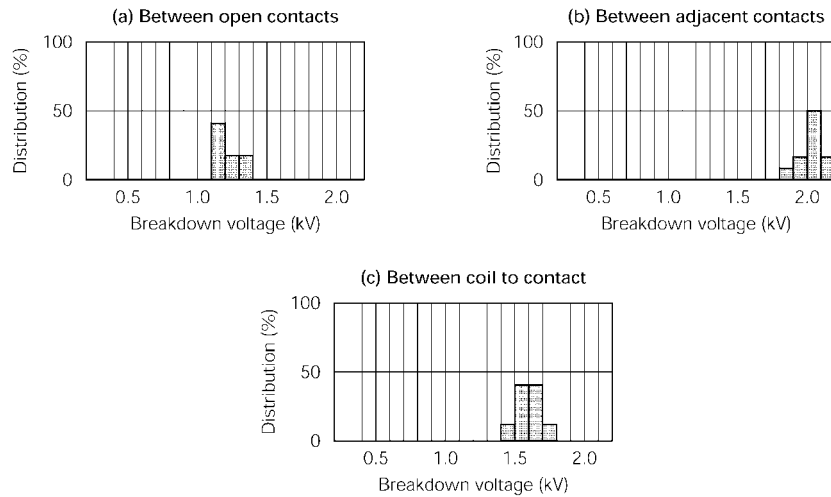 (a) Between open contacts
100
50
0
Distribution (%)
0.5 1.0 1.5 2.0
Breakdown voltage (kV)
(b) Between adjacent contacts
100
50
0
Distribution (%)
0.5 1.0 1.5 2.0
Breakdown voltage (kV)
(c) Between coil to contact
100
50
0
Distribution (%)
0.5 1.0 1.5 2.0
Breakdown voltage (kV)